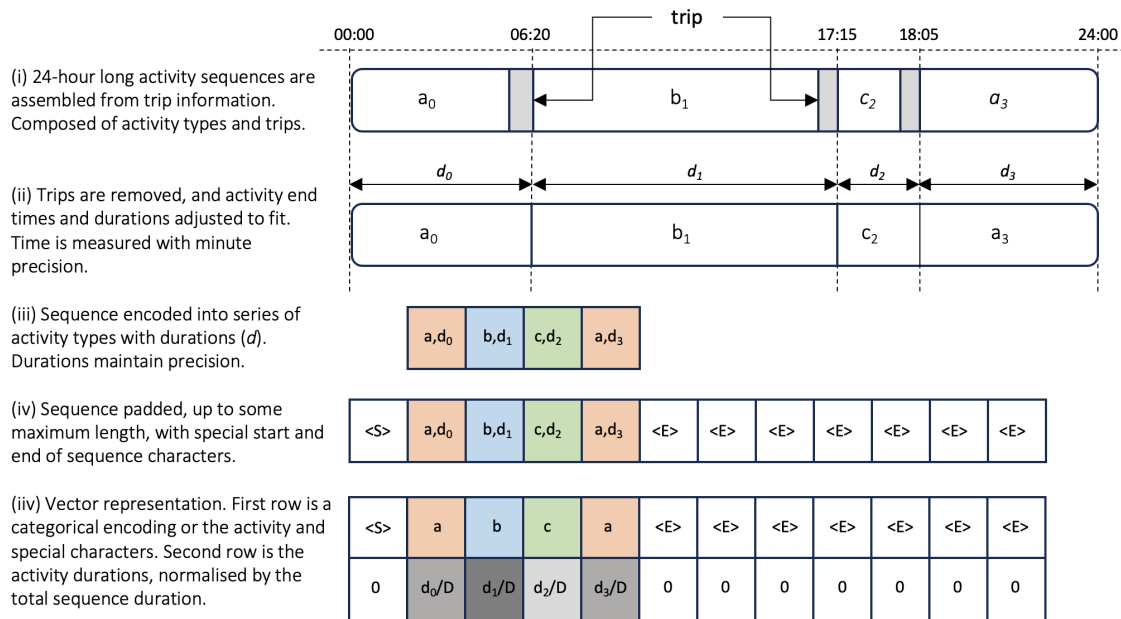 trip
00:00 06:20 17:15 18:05 24:00
(i) 24-hour long activity sequences are
assembled from trip information.
Composed of activity types and trips.
a₀ b₁ c₂ a₃
d₀ d₁ d₂ d₃
(ii) Trips are removed, and activity end
times and durations adjusted to fit.
Time is measured with minute
precision.
a₀ b₁ c₂ a₃
(iii) Sequence encoded into series of
activity types with durations (d).
Durations maintain precision.
a,d₀ b,d₁ c,d₂ a,d₃
(iv) Sequence padded, up to some
maximum length, with special start and
end of sequence characters.
<S> a,d₀ b,d₁ c,d₂ a,d₃ <E> <E> <E> <E> <E> <E> <E>
(iiv) Vector representation. First row is a
categorical encoding or the activity and
special characters. Second row is the
activity durations, normalised by the
total sequence duration.
<S> a b c a <E> <E> <E> <E> <E> <E> <E>
0 d₀/D d₁/D d₂/D d₃/D 0 0 0 0 0 0 0